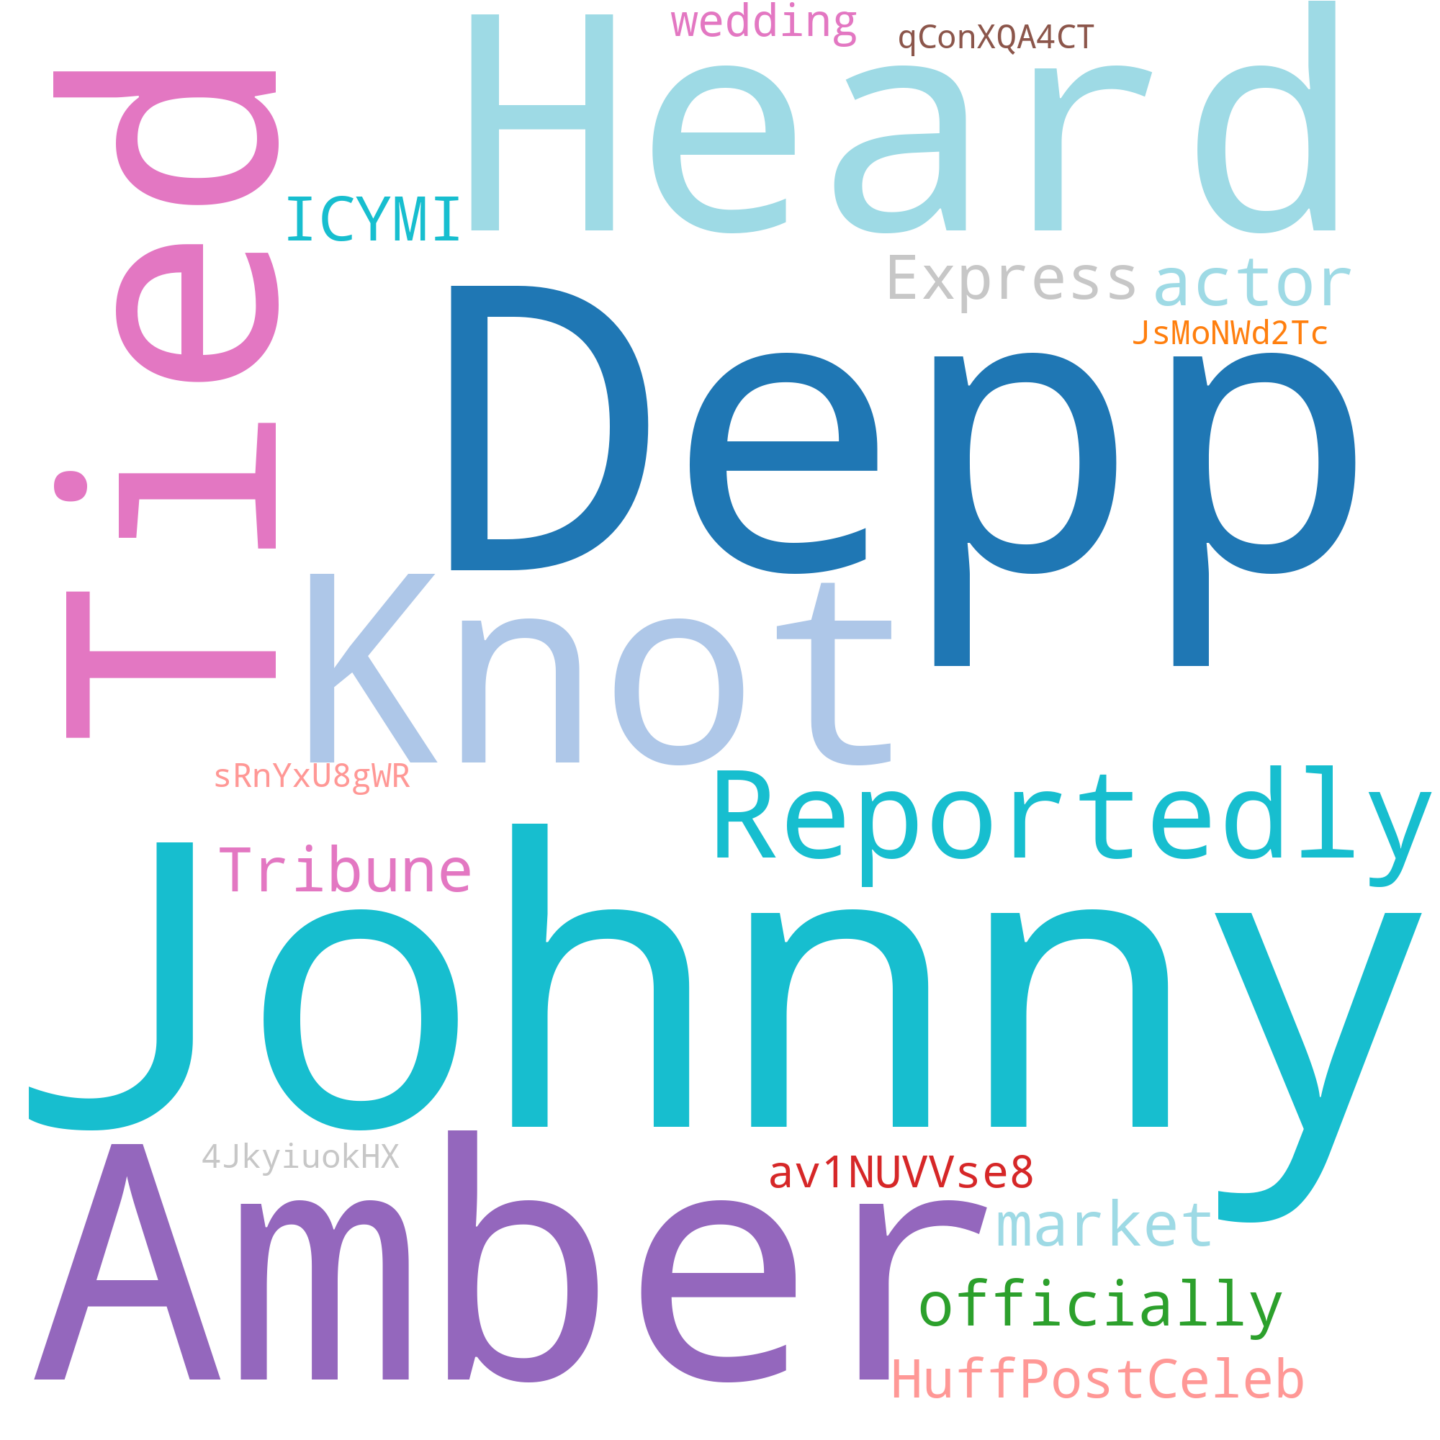 wedding
qConXQA4CT
Heard
Tied
ICYMI
Express
actor
JsMoNWd2Tc
Depp
Knot
sRnYxU8gWR
Reportedly
Tribune
Johnny
4JkyiuokHX
av1NUVVse8
Amber
market
officially
HuffPostCeleb